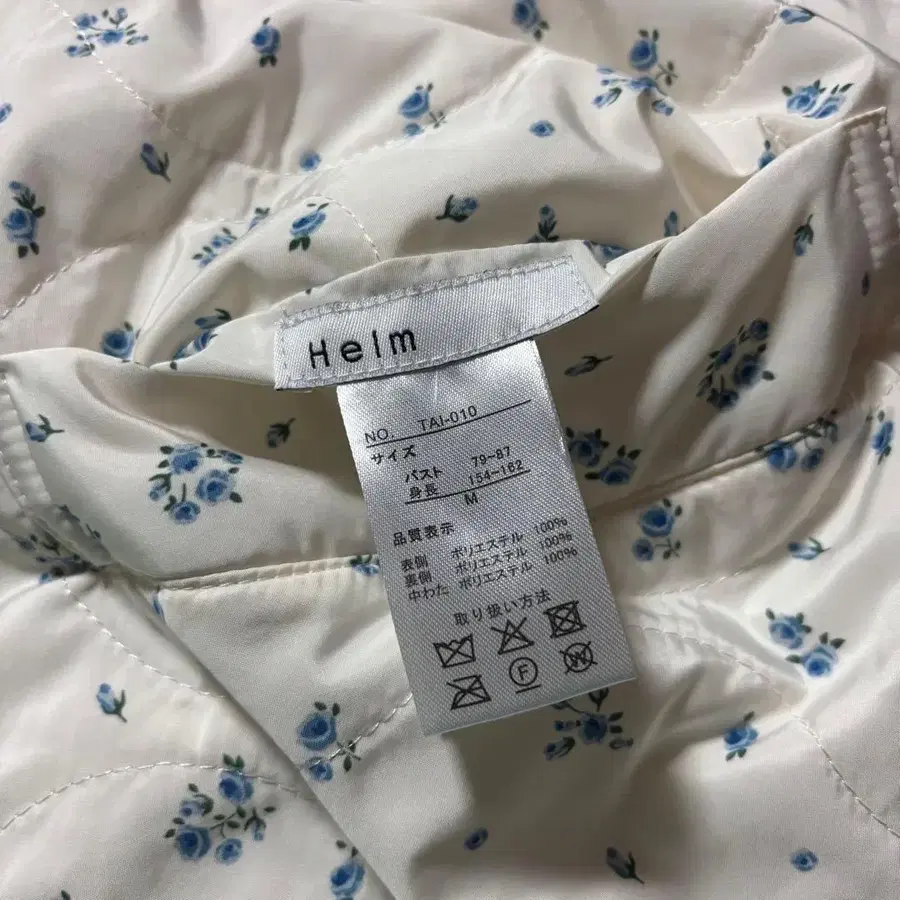 Helm
NO. TAI-010
サイズ
バスト 79-87
身長 154-162
M
品質表示
表側 ポリエステル 100%
裏側 ポリエステル 100%
中わた ポリエステル 100%
取り扱い方法
F W